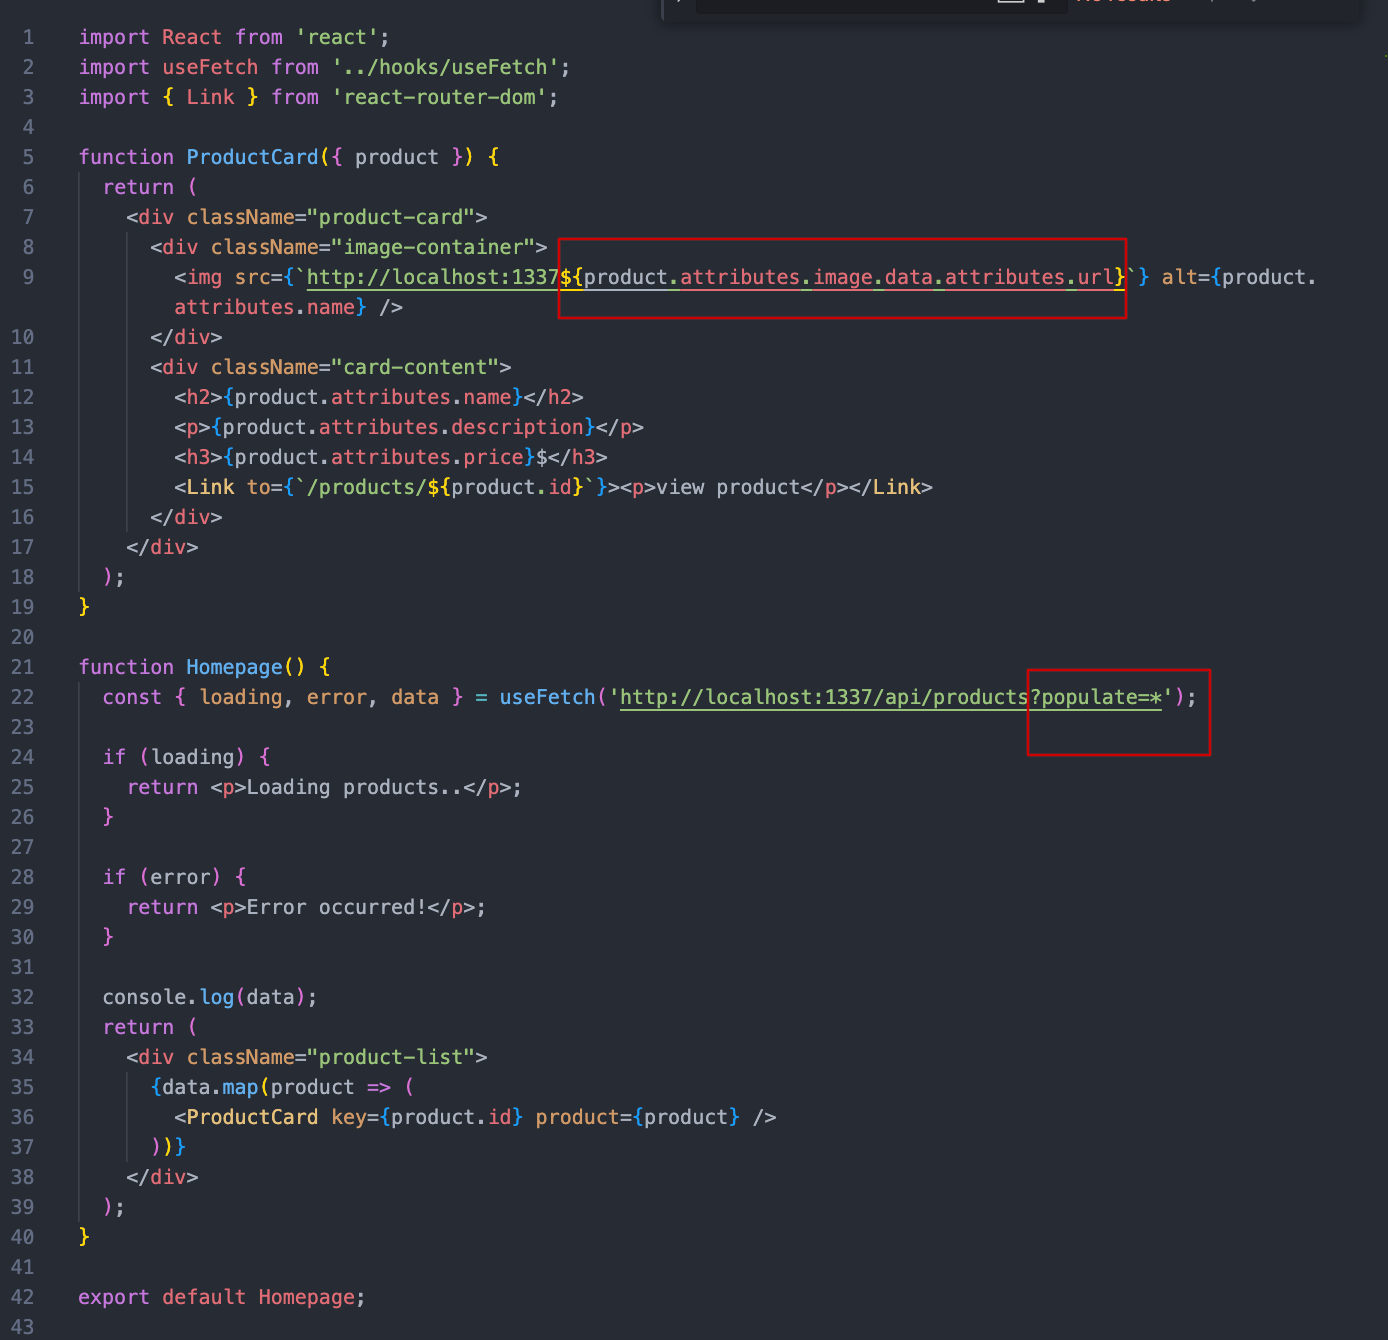 1 import React from 'react';
2 import useFetch from '../hooks/useFetch';
3 import { Link } from 'react-router-dom';
4
5 function ProductCard({ product }) {
6   return (
7     <div className="product-card">
8       <div className="image-container">
9         <img src={`http://localhost:1337${product.attributes.image.data.attributes.url}`} alt={product.
        attributes.name} />
10       </div>
11       <div className="card-content">
12         <h2>{product.attributes.name}</h2>
13         <p>{product.attributes.description}</p>
14         <h3>{product.attributes.price}$</h3>
15         <Link to={`/products/${product.id}`}><p>view product</p></Link>
16       </div>
17     </div>
18   );
19 }
20
21 function Homepage() {
22   const { loading, error, data } = useFetch('http://localhost:1337/api/products?populate=*');
23
24   if (loading) {
25     return <p>Loading products..</p>;
26   }
27
28   if (error) {
29     return <p>Error occurred!</p>;
30   }
31
32   console.log(data);
33   return (
34     <div className="product-list">
35       {data.map(product => (
36         <ProductCard key={product.id} product={product} />
37       ))}
38     </div>
39   );
40 }
41
42 export default Homepage;
43